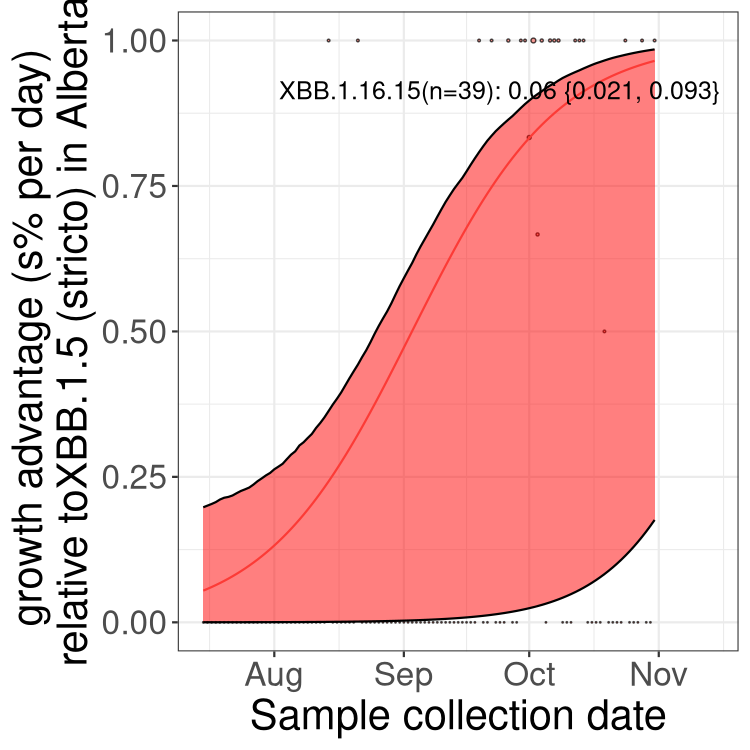 growth advantage (s% per day)
relative toXBB.1.5 (stricto) in Alberta
1.00
0.75
0.50
0.25
0.00
XBB.1.16.15(n=39): 0.06 {0.021, 0.093}
Aug Sep Oct Nov
Sample collection date